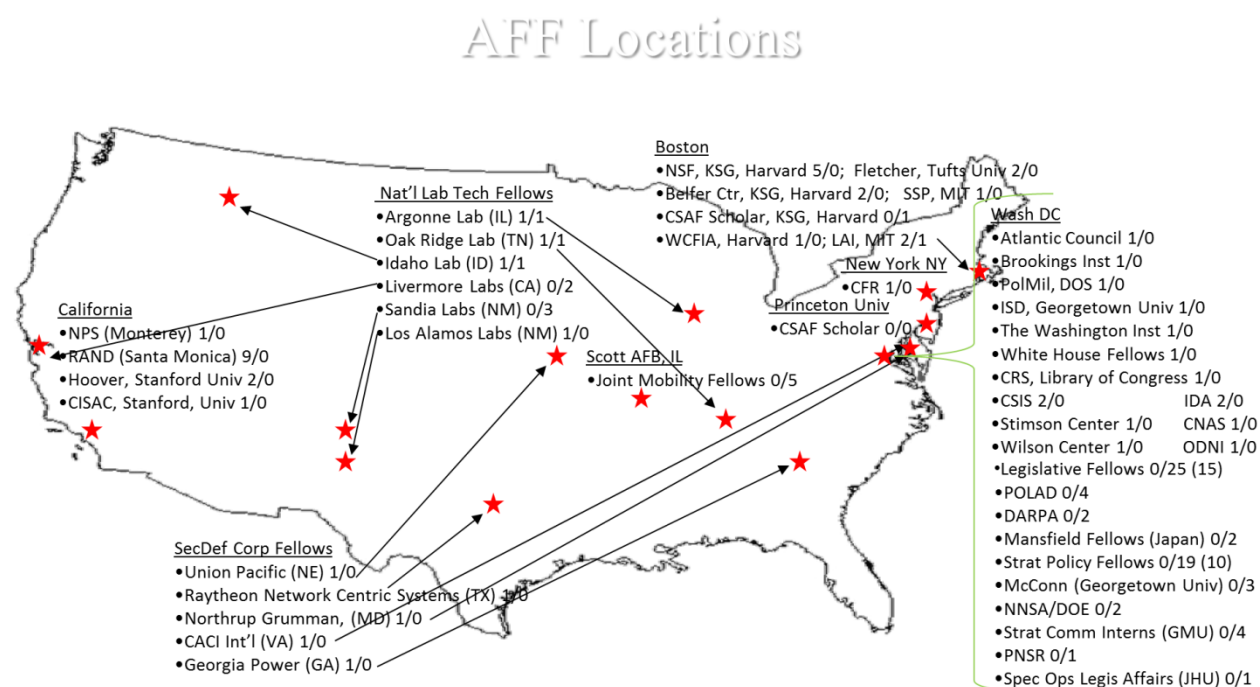 AFF Locations
Boston
•NSF, KSG, Harvard 5/0; Fletcher, Tufts Univ 2/0
•Belfer Ctr, KSG, Harvard 2/0; SSP, MIT 1/0
•CSAF Scholar, KSG, Harvard 0/1
•WCFIA, Harvard 1/0; LAI, MIT 2/1
Nat'l Lab Tech Fellows
•Argonne Lab (IL) 1/1
•Oak Ridge Lab (TN) 1/1
•Idaho Lab (ID) 1/1
•Livermore Labs (CA) 0/2
•Sandia Labs (NM) 0/3
•Los Alamos Labs (NM) 1/0
New York NY
•CFR 1/0
Princeton Univ
•CSAF Scholar 0/0
California
•NPS (Monterey) 1/0
•RAND (Santa Monica) 9/0
•Hoover, Stanford Univ 2/0
•CISAC, Stanford, Univ 1/0
Scott AFB, IL
•Joint Mobility Fellows 0/5
Wash DC
•Atlantic Council 1/0
•Brookings Inst 1/0
•PolMil, DOS 1/0
•ISD, Georgetown Univ 1/0
•The Washington Inst 1/0
•White House Fellows 1/0
•CRS, Library of Congress 1/0
•CSIS 2/0 IDA 2/0
•Stimson Center 1/0 CNAS 1/0
•Wilson Center 1/0 ODNI 1/0
•Legislative Fellows 0/25 (15)
•POLAD 0/4
•DARPA 0/2
•Mansfield Fellows (Japan) 0/2
•Strat Policy Fellows 0/19 (10)
•McConn (Georgetown Univ) 0/3
•NNSA/DOE 0/2
•Strat Comm Interns (GMU) 0/4
•PNSR 0/1
•Spec Ops Legis Affairs (JHU) 0/1
SecDef Corp Fellows
•Union Pacific (NE) 1/0
•Raytheon Network Centric Systems (TX) 1/0
•Northrup Grumman, (MD) 1/0
•CACI Int'l (VA) 1/0
•Georgia Power (GA) 1/0